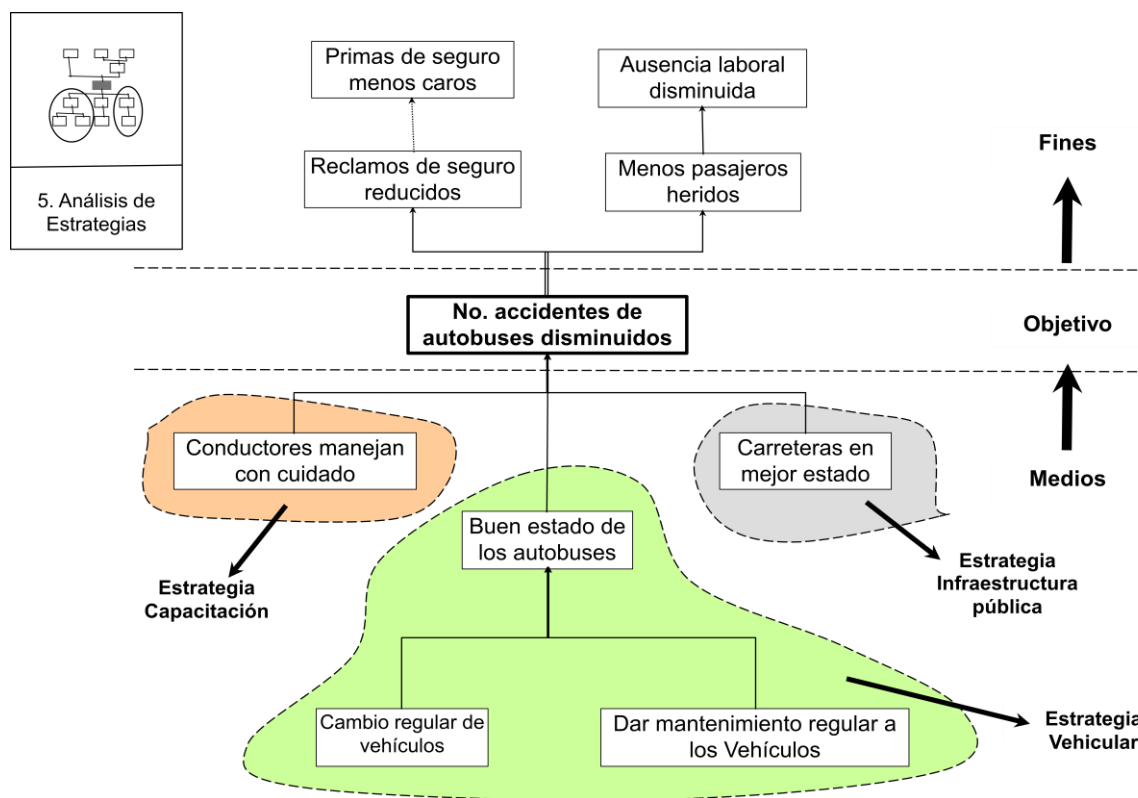 Primas de seguro
menos caros
Ausencia laboral
disminuida
Fines
Reclamos de seguro
reducidos
Menos pasajeros
heridos
5. Análisis de
Estrategias
No. accidentes de
autobuses disminuidos
Objetivo
Conductores manejan
con cuidado
Carreteras en
mejor estado
Medios
Buen estado de
los autobuses
Estrategia
Capacitación
Estrategia
Infraestructura
pública
Cambio regular de
vehículos
Dar mantenimiento regular a
los Vehículos
Estrategia
Vehicular